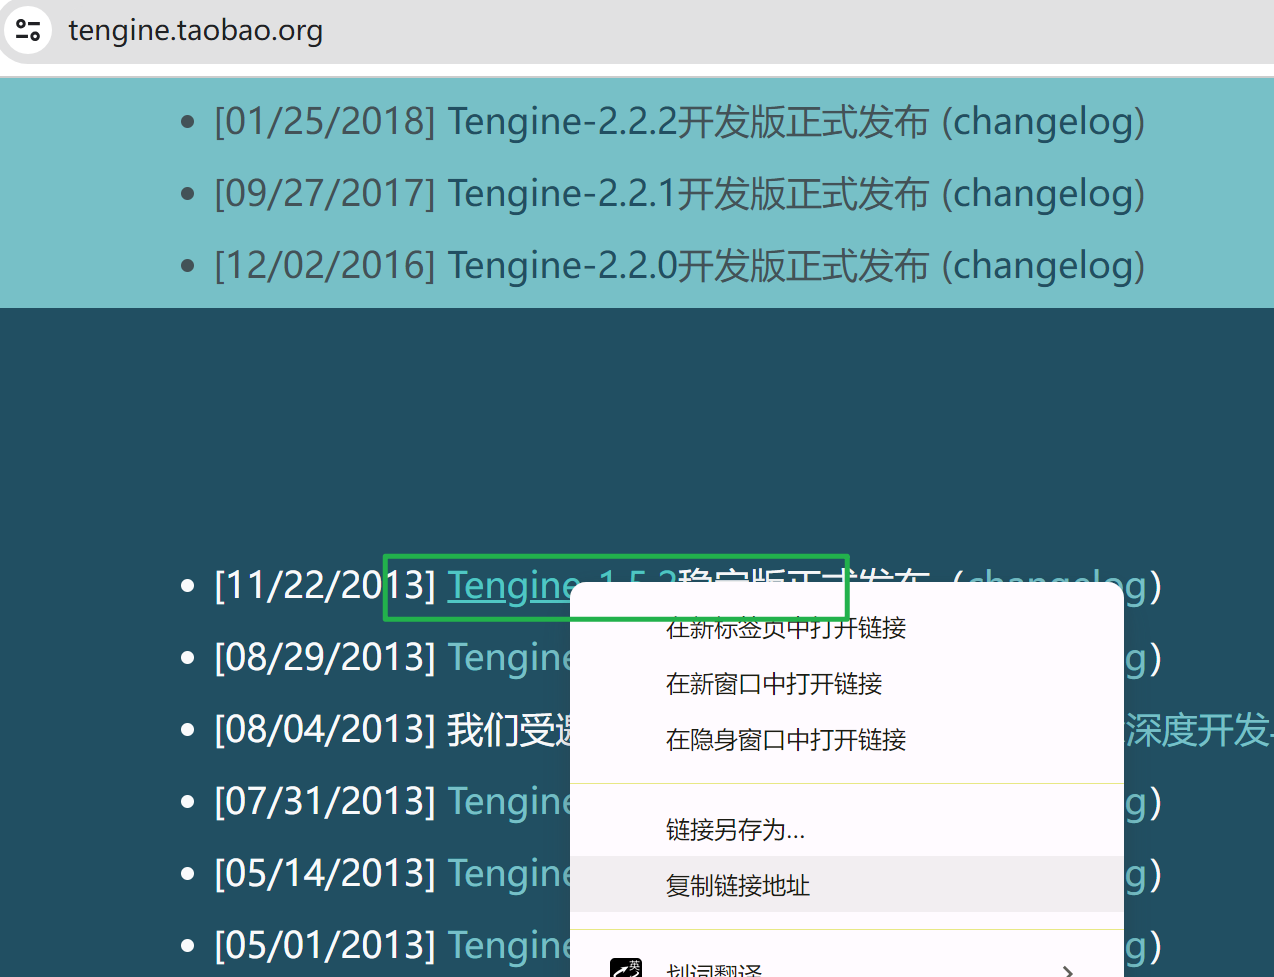 tengine.taobao.org
[01/25/2018] Tengine-2.2.2开发版正式发布 (changelog)
[09/27/2017] Tengine-2.2.1开发版正式发布 (changelog)
[12/02/2016] Tengine-2.2.0开发版正式发布 (changelog)
[11/22/2013] Tengine-1.5.2稳定版正式发布 (changelog)
在新标签页中打开链接
[08/29/2013] Tengine g)
在新窗口中打开链接
[08/04/2013] 我们受邀 深度开发
在隐身窗口中打开链接
[07/31/2013] Tengine g)
链接另存为...
[05/14/2013] Tengine g)
复制链接地址
[05/01/2013] Tengine g)
英
划词翻译